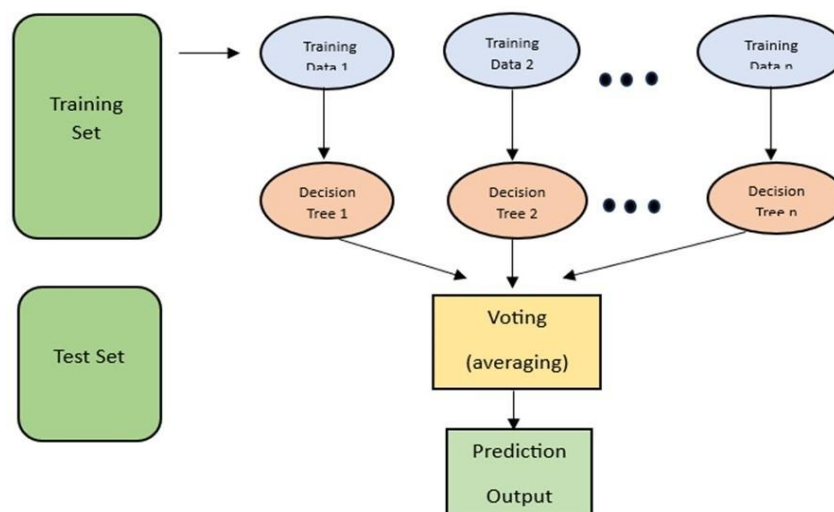 Training
Set
Training
Data 1
Training
Data 2
Training
Data n
Decision
Tree 1
Decision
Tree 2
Decision
Tree n
Test Set
Voting
(averaging)
Prediction
Output